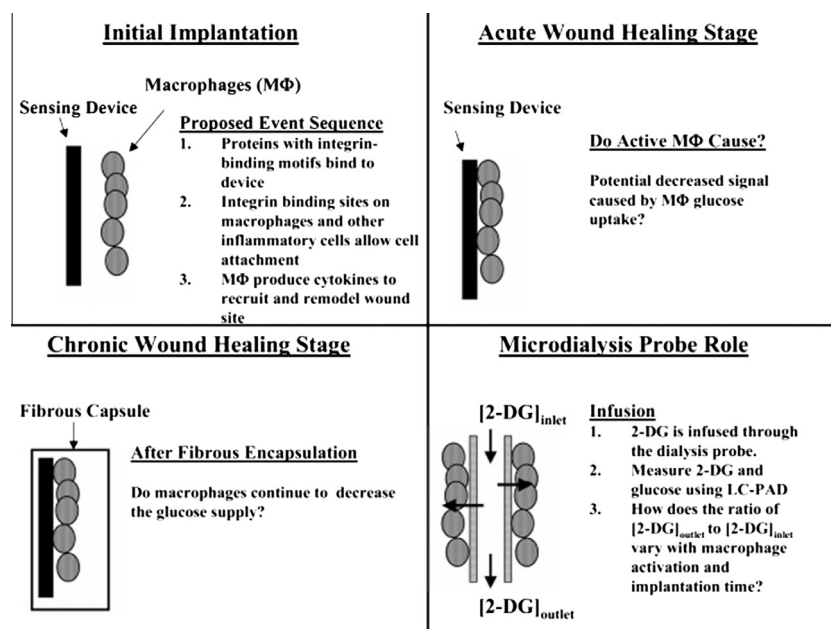 Initial Implantation
Macrophages (MΦ)
Sensing Device
Proposed Event Sequence
1. Proteins with integrin-
binding motifs bind to
device
2. Integrin binding sites on
macrophages and other
inflammatory cells allow cell
attachment
3. MΦ produce cytokines to
recruit and remodel wound
site
Acute Wound Healing Stage
Sensing Device
Do Active MΦ Cause?
Potential decreased signal
caused by MΦ glucose
uptake?
Chronic Wound Healing Stage
Fibrous Capsule
After Fibrous Encapsulation
Do macrophages continue to decrease
the glucose supply?
Microdialysis Probe Role
[2-DG]inlet
Infusion
1. 2-DG is infused through
the dialysis probe.
2. Measure 2-DG and
glucose using LC-PAD
3. How does the ratio of
[2-DG]outlet to [2-DG]inlet
vary with macrophage
activation and
implantation time?
[2-DG]outlet